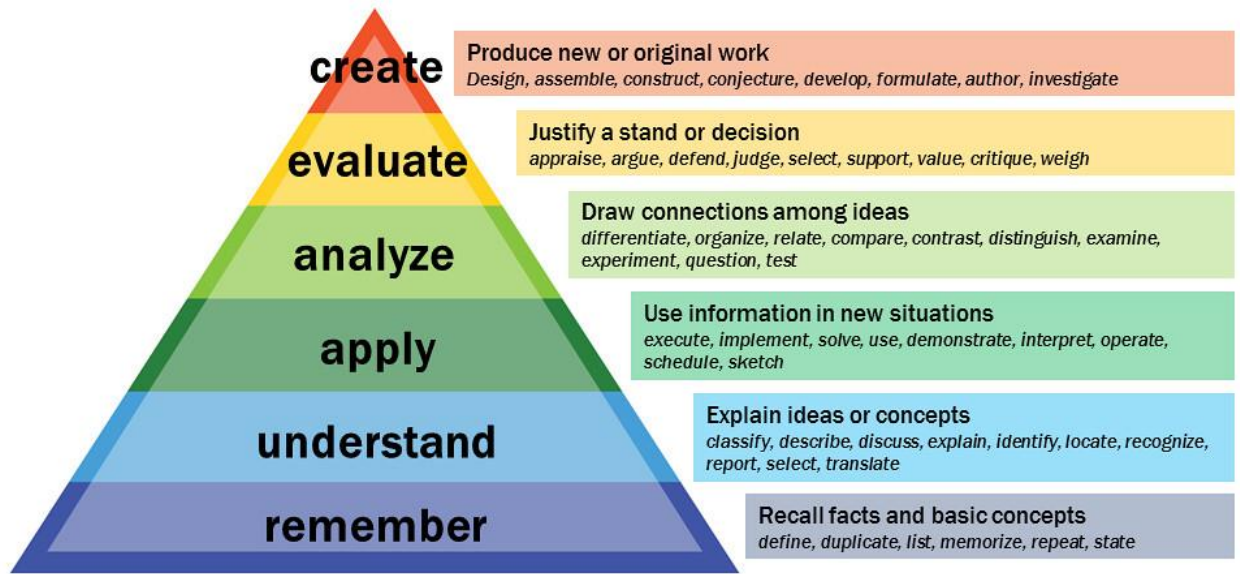 create
Produce new or original work
Design, assemble, construct, conjecture, develop, formulate, author, investigate
evaluate
Justify a stand or decision
appraise, argue, defend, judge, select, support, value, critique, weigh
analyze
Draw connections among ideas
differentiate, organize, relate, compare, contrast, distinguish, examine,
experiment, question, test
apply
Use information in new situations
execute, implement, solve, use, demonstrate, interpret, operate,
schedule, sketch
understand
Explain ideas or concepts
classify, describe, discuss, explain, identify, locate, recognize,
report, select, translate
remember
Recall facts and basic concepts
define, duplicate, list, memorize, repeat, state